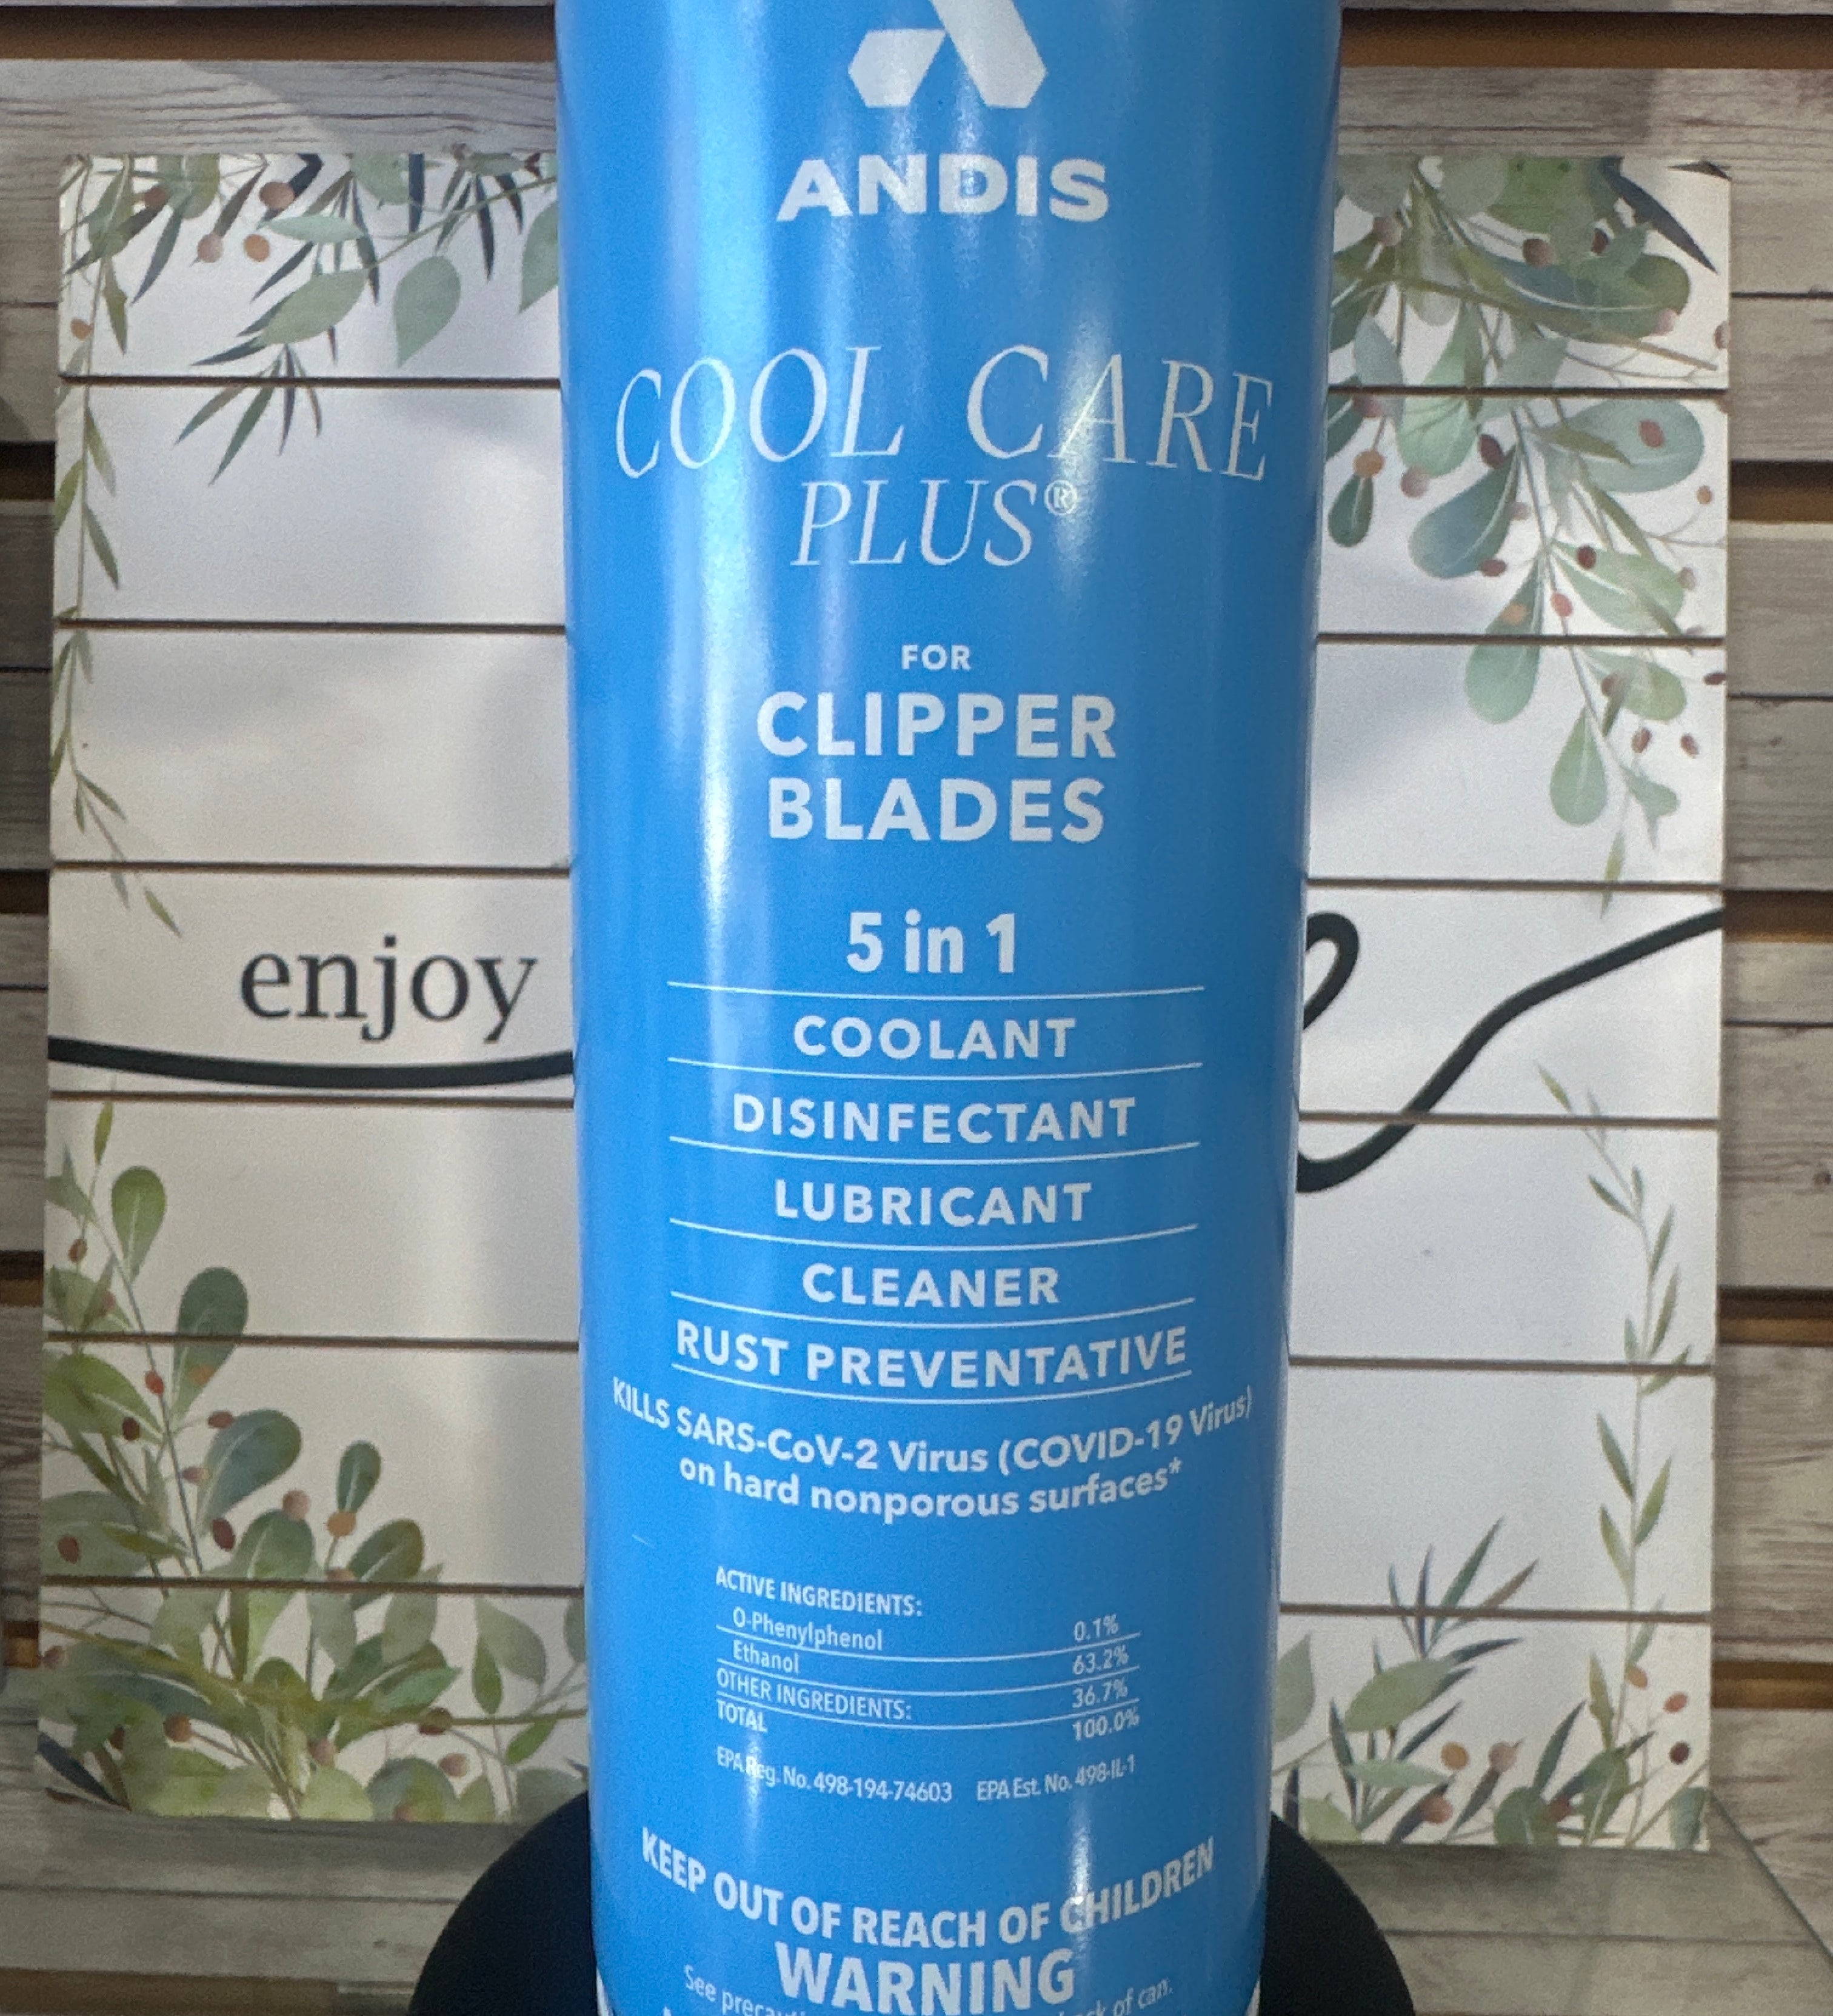 ANDIS
COOL CARE
PLUS®
FOR
CLIPPER
BLADES
5 in 1
enjoy
COOLANT
DISINFECTANT
LUBRICANT
CLEANER
RUST PREVENTATIVE
KILLS SARS-CoV-2 Virus (COVID-19 Virus)
on hard nonporous surfaces*
ACTIVE INGREDIENTS:
O-Phenylphenol 0.1%
Ethanol 63.2%
OTHER INGREDIENTS: 36.7%
TOTAL 100.0%
EPA Reg. No. 498-194-74603 EPA Est. No. 498-IL-1
KEEP OUT OF REACH OF CHILDREN
WARNING
See of can.